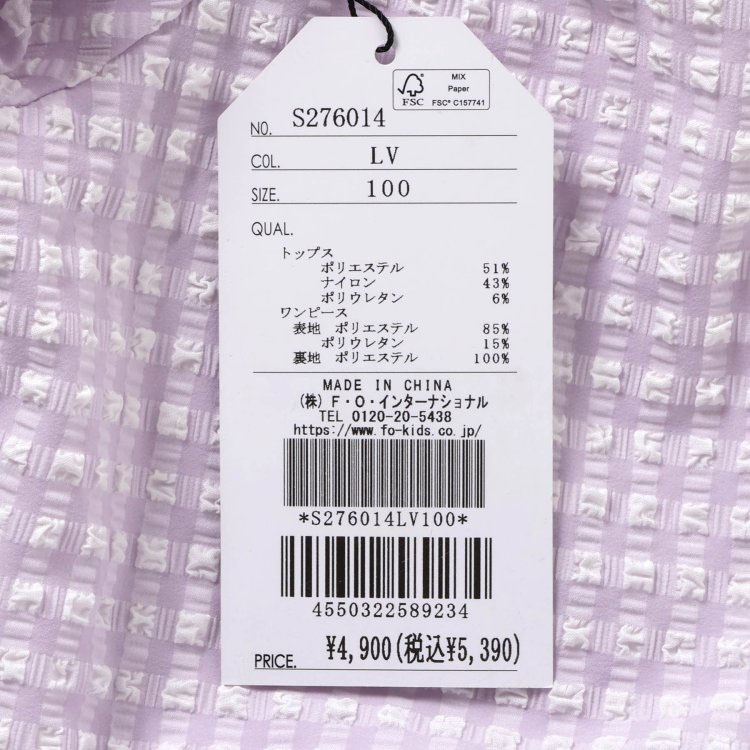 FSC
MIX
Paper
FSC® C157741
NO. S276014
COL. LV
SIZE. 100
QUAL.
トップス
ポリエステル 51%
ナイロン 43%
ポリウレタン 6%
ワンピース
表地 ポリエステル 85%
ポリウレタン 15%
裏地 ポリエステル 100%
MADE IN CHINA
(株) F・O・インターナショナル
TEL 0120-20-5438
https://www.fo-kids.co.jp/
*S276014LV100*
4550322589234
PRICE. ¥4,900(税込¥5,390)